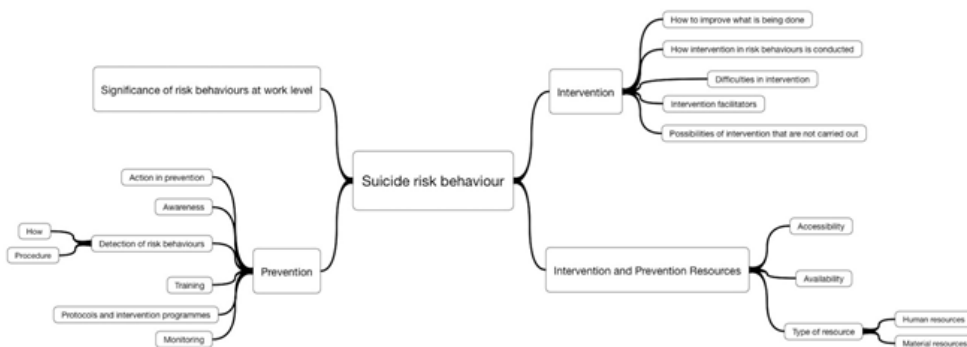 How to improve what is being done
How intervention in risk behaviours is conducted
Significance of risk behaviours at work level
Difficulties in intervention
Intervention
Intervention facilitators
Possibilities of intervention that are not carried out
Suicide risk behaviour
Action in prevention
Awareness
How
Detection of risk behaviours
Procedure
Prevention
Training
Protocols and intervention programmes
Monitoring
Accessibility
Intervention and Prevention Resources
Availability
Type of resource
Human resources
Material resources